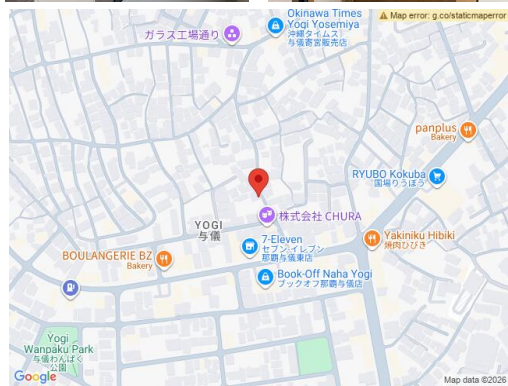 Map error: g.co/staticmaperror
Okinawa Times
Yogi Yosemiya
沖縄タイムス
与儀寄宮販売店
ガラス工場通り
panplus
Bakery
RYUBO Kokuba
国場りうぼう
株式会社 CHURA
YOGI
与儀
7-Eleven
セブン-イレブン
那覇与儀東店
Yakiniku Hibiki
焼肉ひびき
BOULANGERIE BZ
Bakery
Book-Off Naha Yogi
ブックオフ那覇与儀店
Yogi
Wanpaku Park
与儀わんぱく
公園
Google
Map data ©2026